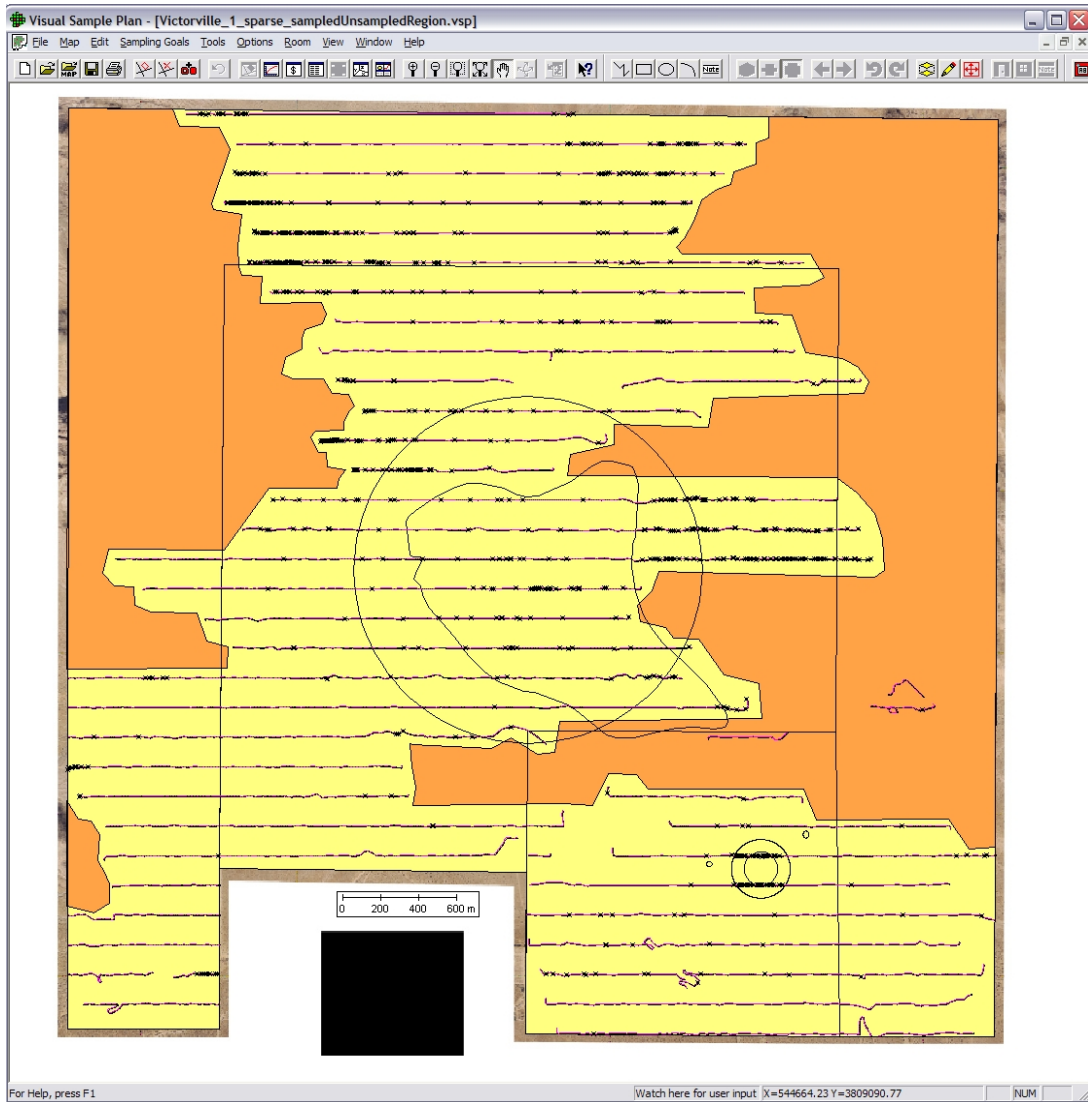 Visual Sample Plan - [Victorville_1_sparse_sampledUnsampledRegion.vsp]
File Map Edit Sampling Goals Tools Options Room View Window Help
MAP
Note
0 200 400 600 m
For Help, press F1
Watch here for user input X=544664.23 Y=3809090.77
NUM